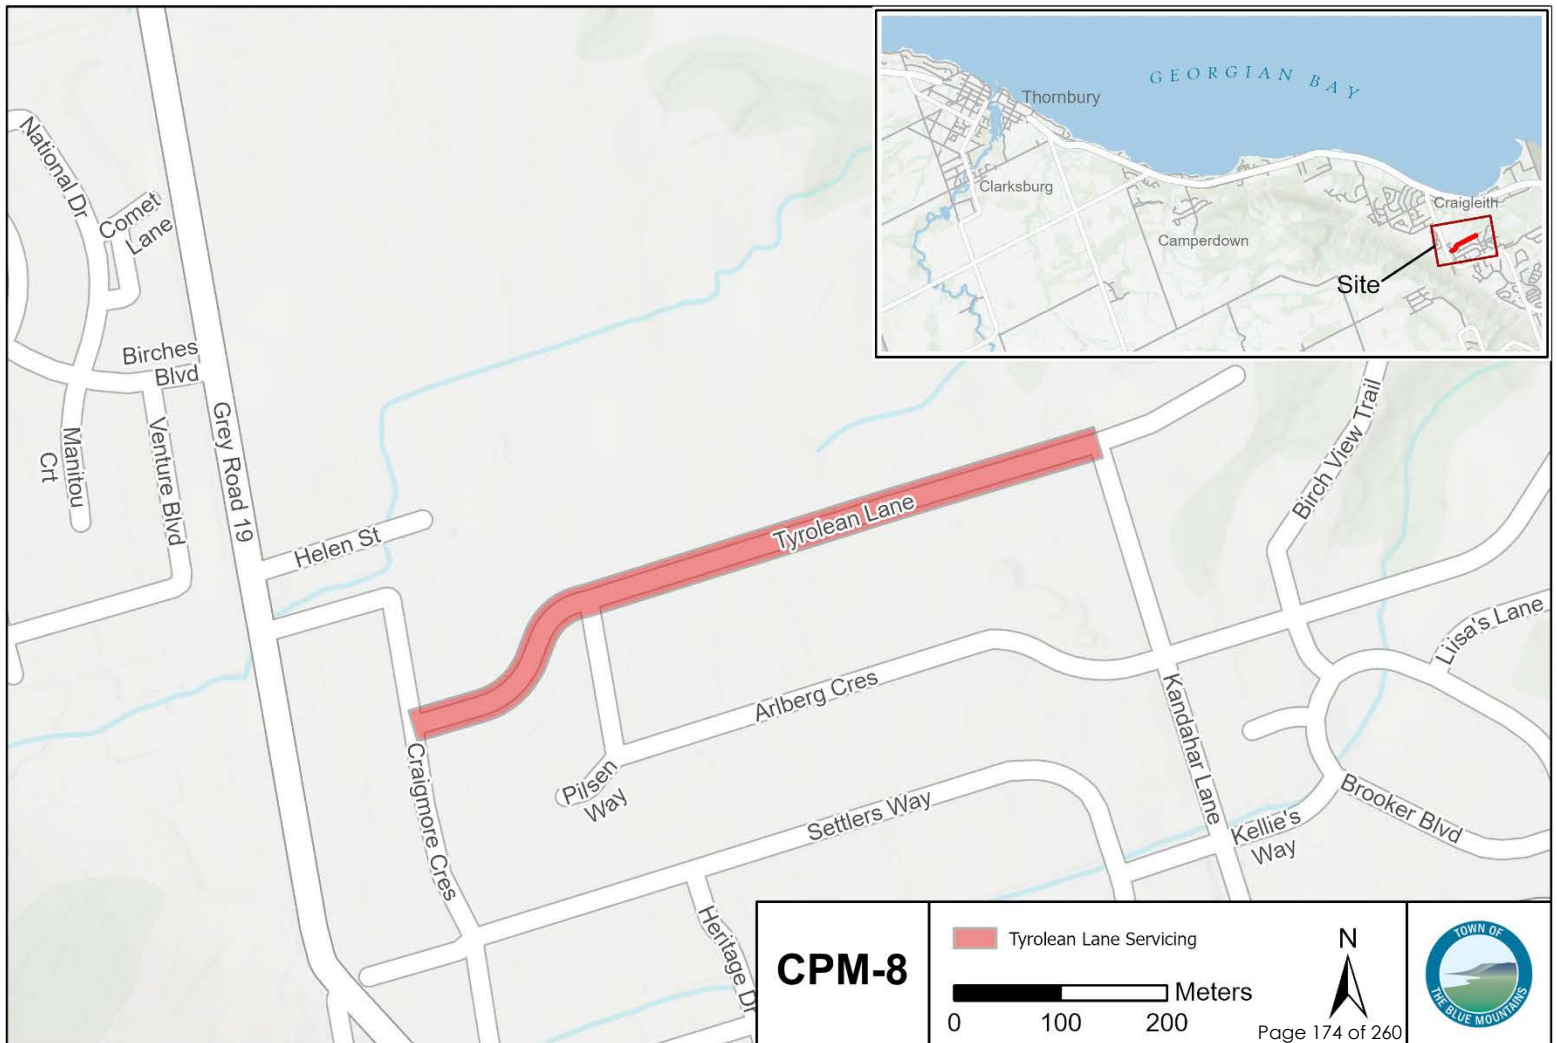 GEORGIAN BAY
Thornbury
Clarksburg
Craigleith
Camperdown
Site
National Dr
Comet
Lane
Birches
Blvd
Manitou
Crt
Venture Blvd
Grey Road 19
Helen St
Tyrolean Lane
Birch View Trail
Liisa's Lane
Arlberg Cres
Kandahar Lane
Craigmore Cres
Pilsen
Way
Settlers Way
Kellie's
Way
Brooker Blvd
Heritage Dr
CPM-8
Tyrolean Lane Servicing
Meters
0 100 200
N
Page 174 of 260
TOWN OF
THE BLUE MOUNTAINS